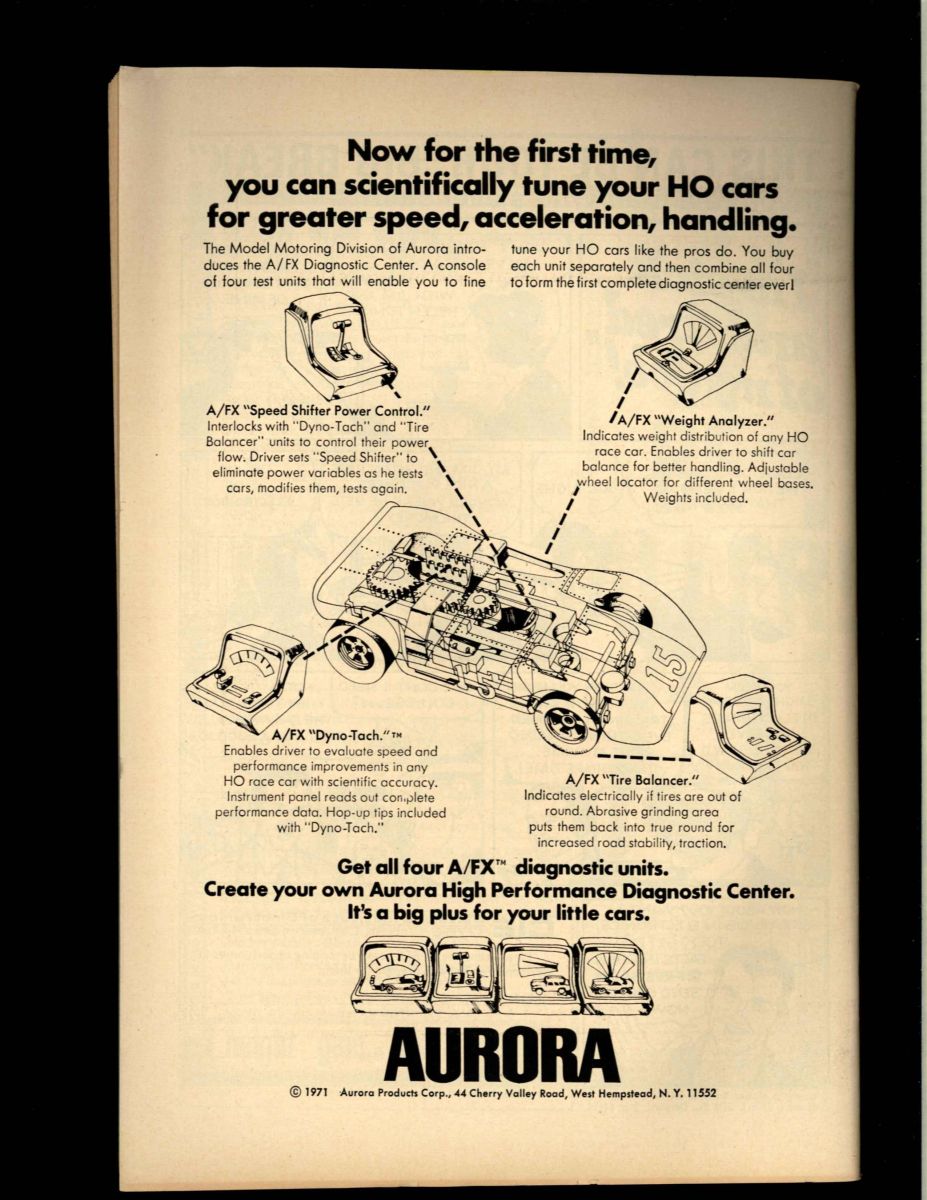 Now for the first time,
you can scientifically tune your HO cars
for greater speed, acceleration, handling.
The Model Motoring Division of Aurora intro-
duces the A/FX Diagnostic Center. A console
of four test units that will enable you to fine
tune your HO cars like the pros do. You buy
each unit separately and then combine all four
to form the first complete diagnostic center ever!
A/FX "Speed Shifter Power Control."
Interlocks with "Dyno-Tach" and "Tire
Balancer" units to control their power
flow. Driver sets "Speed Shifter" to
eliminate power variables as he tests
cars, modifies them, tests again.
A/FX "Weight Analyzer."
Indicates weight distribution of any HO
race car. Enables driver to shift car
balance for better handling. Adjustable
wheel locator for different wheel bases.
Weights included.
15
A/FX "Dyno-Tach."™
Enables driver to evaluate speed and
performance improvements in any
HO race car with scientific accuracy.
Instrument panel reads out complete
performance data. Hop-up tips included
with "Dyno-Tach."
A/FX "Tire Balancer."
Indicates electrically if tires are out of
round. Abrasive grinding area
puts them back into true round for
increased road stability, traction.
Get all four A/FX™ diagnostic units.
Create your own Aurora High Performance Diagnostic Center.
It's a big plus for your little cars.
AURORA
© 1971 Aurora Products Corp., 44 Cherry Valley Road, West Hempstead, N. Y. 11552